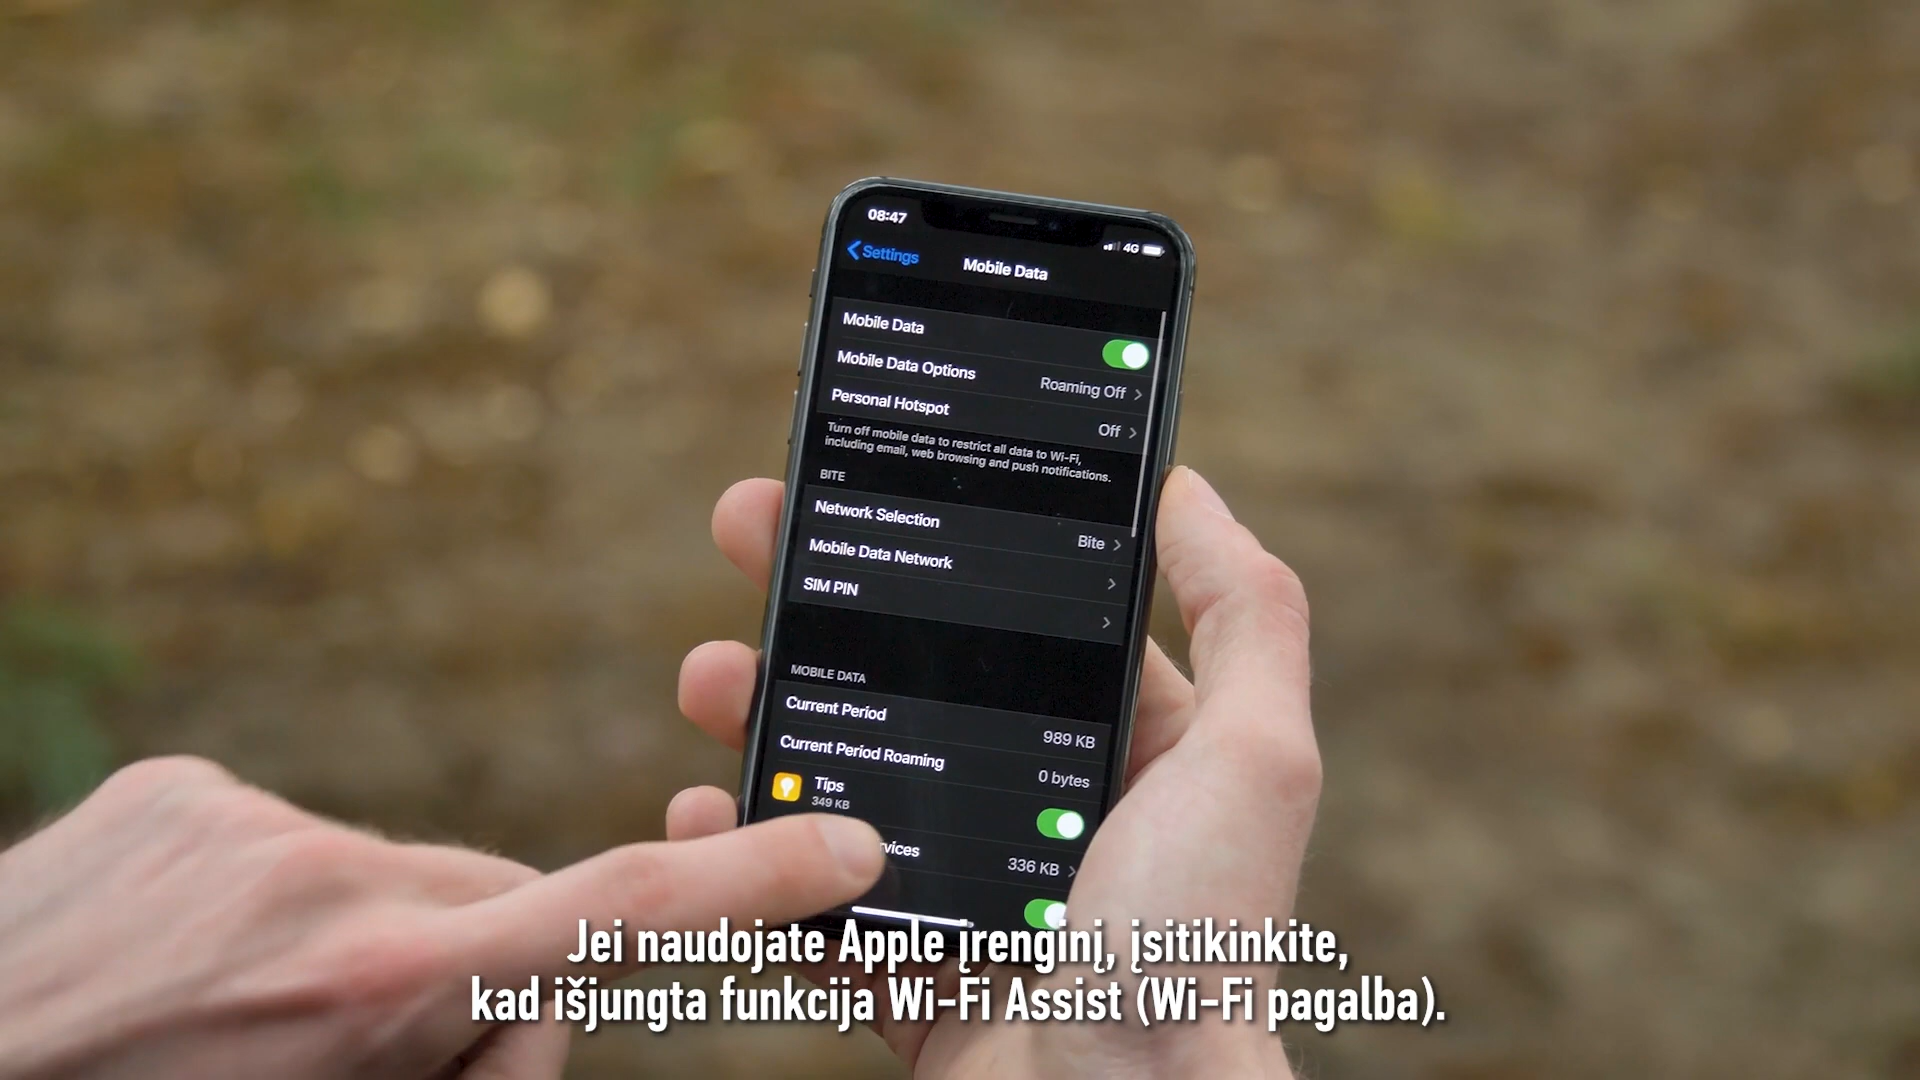 08:47
4G
Settings
Mobile Data
Mobile Data
Mobile Data Options
Roaming Off
Personal Hotspot
Off
Turn off mobile data to restrict all data to Wi-Fi,
including email, web browsing and push notifications.
BITE
Network Selection
Bite
Mobile Data Network
SIM PIN
MOBILE DATA
Current Period
989 KB
Current Period Roaming
0 bytes
Tips
349 KB
336 KB
Jei naudojate Apple įrenginį, įsitikinkite,
kad išjungta funkcija Wi-Fi Assist (Wi-Fi pagalba).